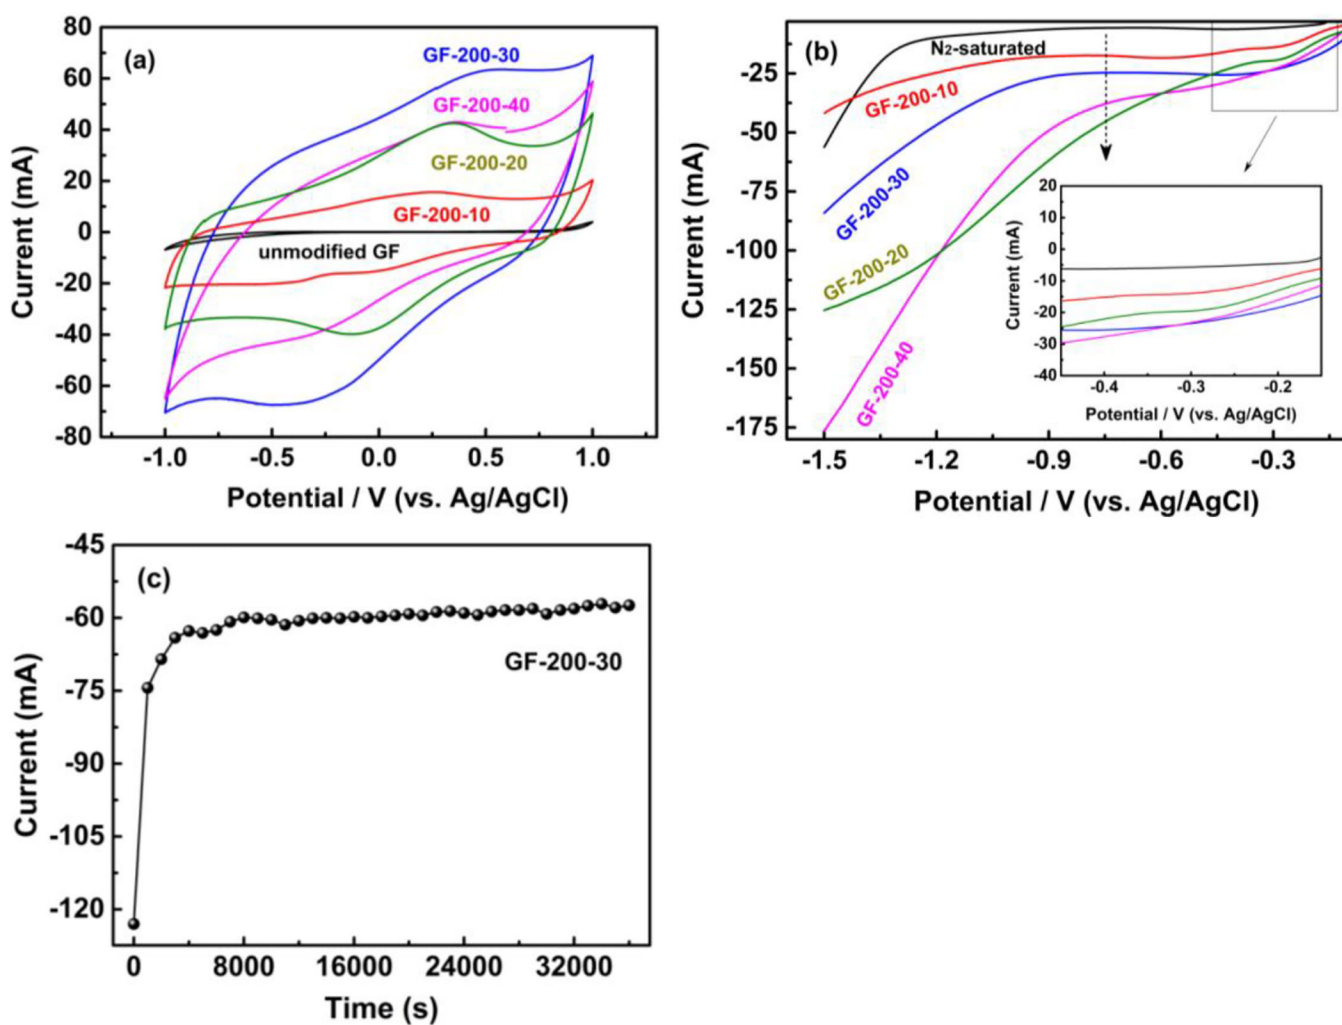 (a)
GF-200-30
GF-200-40
GF-200-20
GF-200-10
unmodified GF
80
60
40
20
0
-20
-40
-60
-80
Current (mA)
-1.0 -0.5 0.0 0.5 1.0
Potential / V (vs. Ag/AgCl)
(b)
N2-saturated
GF-200-10
GF-200-30
GF-200-20
GF-200-40
-25
-50
-75
-100
-125
-150
-175
Current (mA)
-1.5 -1.2 -0.9 -0.6 -0.3
Potential / V (vs. Ag/AgCl)
20
10
0
-10
-20
-30
-40
Current (mA)
-0.4 -0.3 -0.2
Potential / V (vs. Ag/AgCl)
(c)
GF-200-30
-45
-60
-75
-90
-105
-120
Current (mA)
0 8000 16000 24000 32000
Time (s)